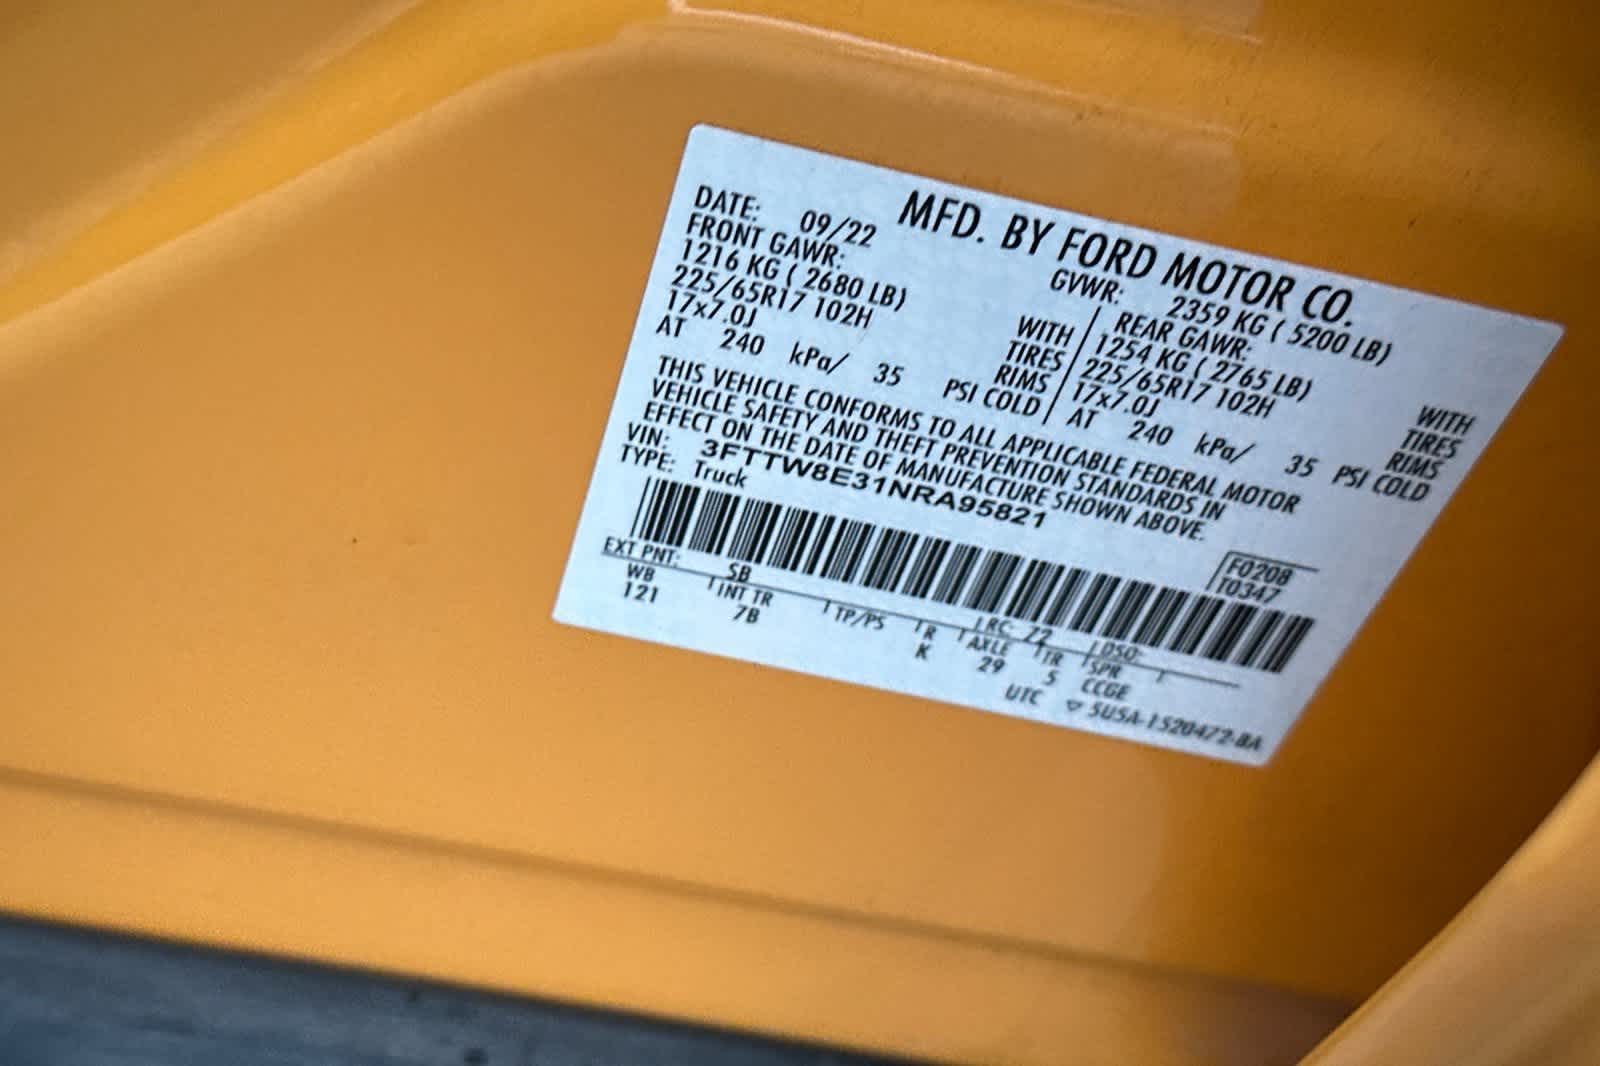 MFD. BY FORD MOTOR CO.
DATE: 09/22 GVWR: 2359 KG ( 5200 LB)
FRONT GAWR: REAR GAWR:
1216 KG ( 2680 LB) WITH 1254 KG ( 2765 LB) WITH
225/65R17 102H TIRES 225/65R17 102H TIRES
17x7.0J RIMS 17x7.0J RIMS
AT 240 kPa/ 35 PSI COLD AT 240 kPa/ 35 PSI COLD
THIS VEHICLE CONFORMS TO ALL APPLICABLE FEDERAL MOTOR
VEHICLE SAFETY AND THEFT PREVENTION STANDARDS IN
EFFECT ON THE DATE OF MANUFACTURE SHOWN ABOVE.
VIN: 3FTTW8E31NRA95821
TYPE: Truck
F0208
T0347
EXT PNT: SB RC: 72 DSO:
WB INT TR TP/PS R AXLE TR SPR
121 7B K 29 5 CCGE
UTC ▽ 5U5A-1520472-BA